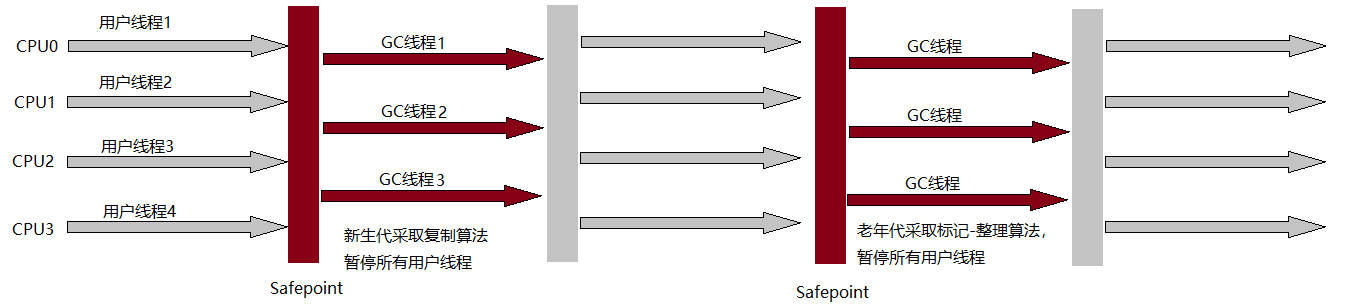 用户线程1
CPU0
用户线程2
CPU1
用户线程3
CPU2
用户线程4
CPU3
GC线程1
GC线程2
GC线程3
新生代采取复制算法
暂停所有用户线程
Safepoint
GC线程
GC线程
GC线程
老年代采取标记-整理算法，
暂停所有用户线程
Safepoint